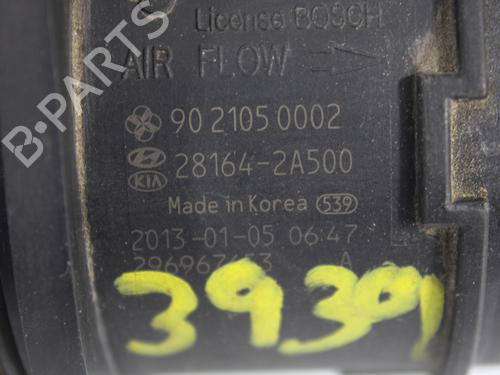 License BOSCH
AIR FLOW
90 2105 0002
28164-2A500
KIA
Made in Korea 539
2013-01-05 06:47
A
3939